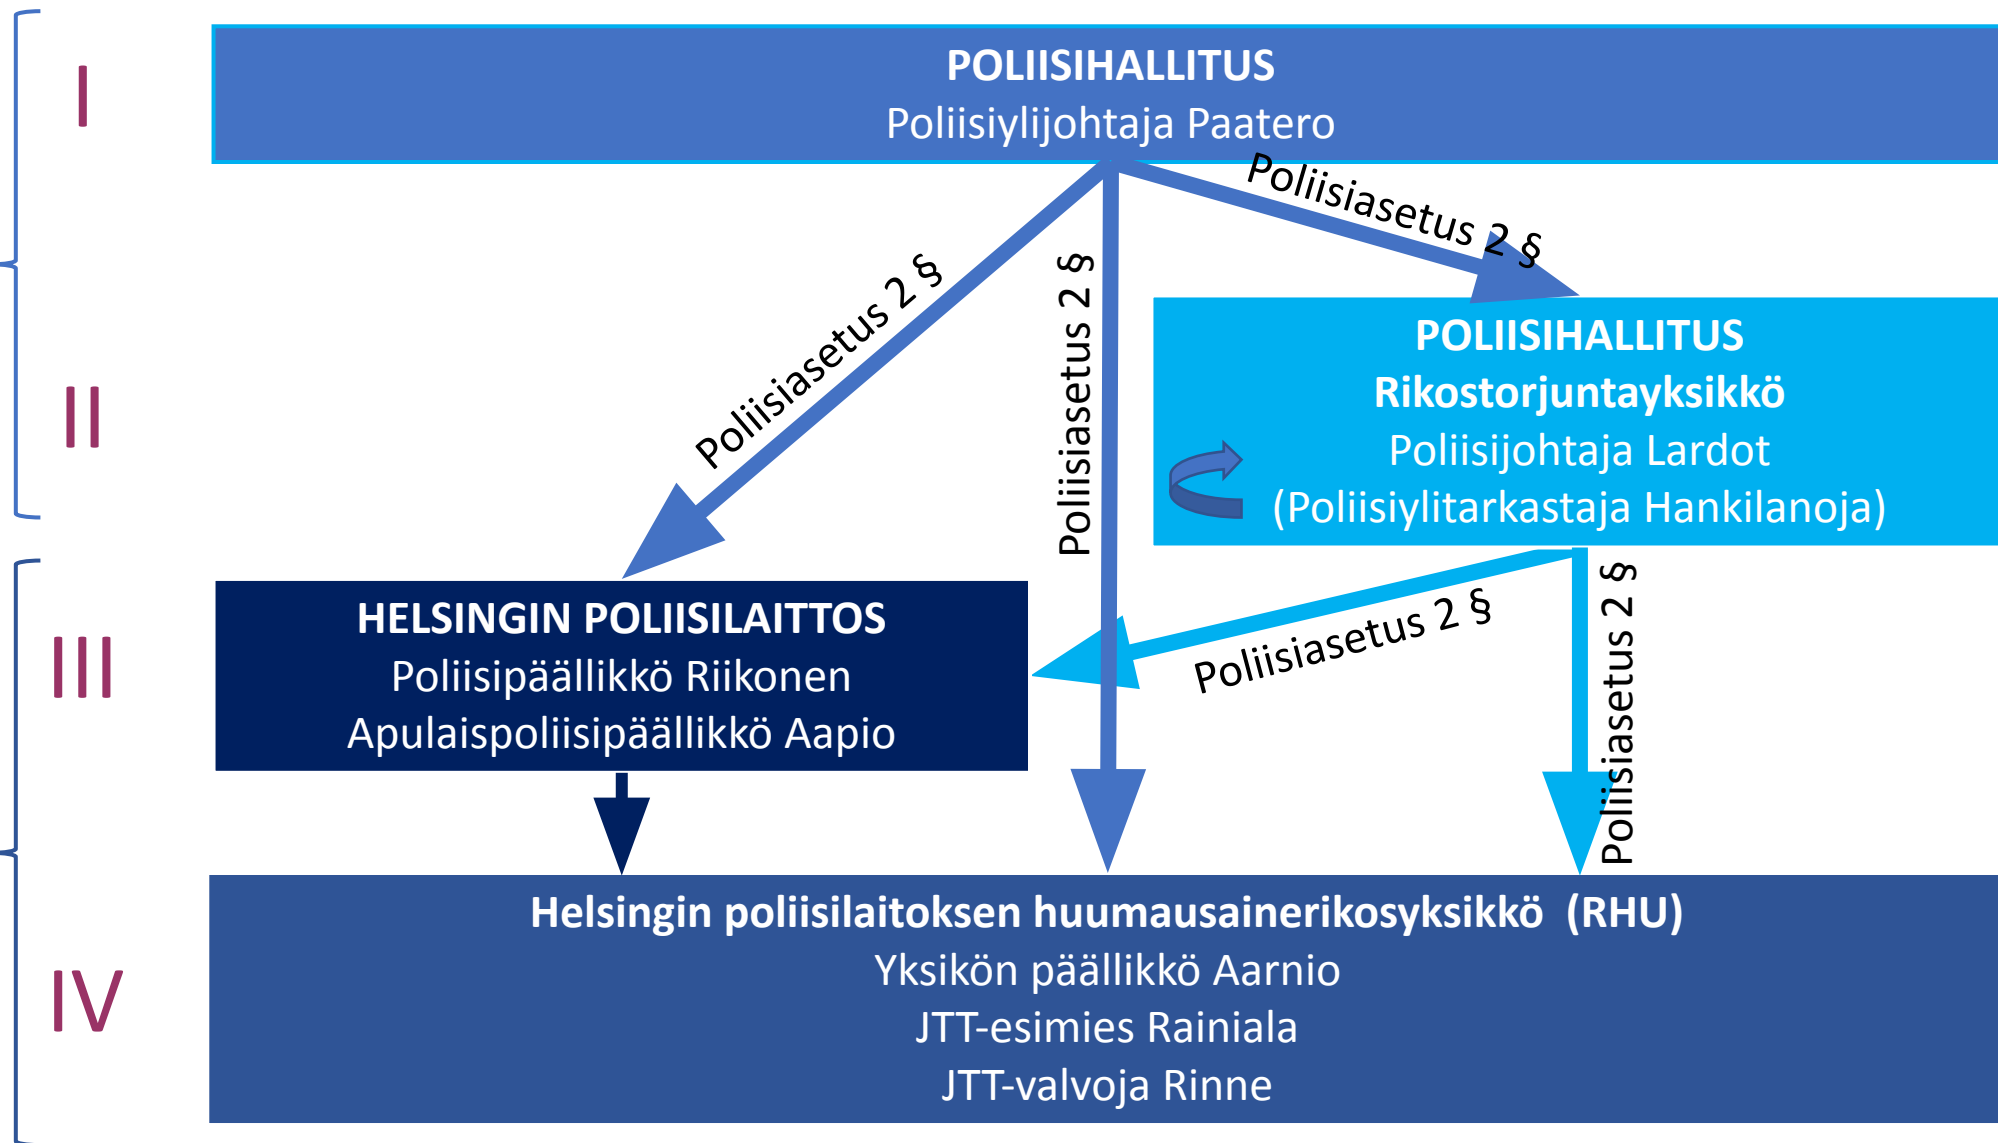 I
POLIISIHALLITUS
Poliisiylijohtaja Paatero
Poliisiasetus 2 §
Poliisiasetus 2 §
Poliisiasetus 2 §
II
POLIISIHALLITUS
Rikostorjuntayksikkö
Poliisijohtaja Lardot
(Poliisiylitarkastaja Hankilanoja)
III
HELSINGIN POLIISILAITTOS
Poliisipäällikkö Riikonen
Apulaispoliisipäällikkö Aapio
Poliisiasetus 2 §
Poliisiasetus 2 §
IV
Helsingin poliisilaitoksen huumausainerikosyksikkö (RHU)
Yksikön päällikkö Aarnio
JTT-esimies Rainiala
JTT-valvoja Rinne